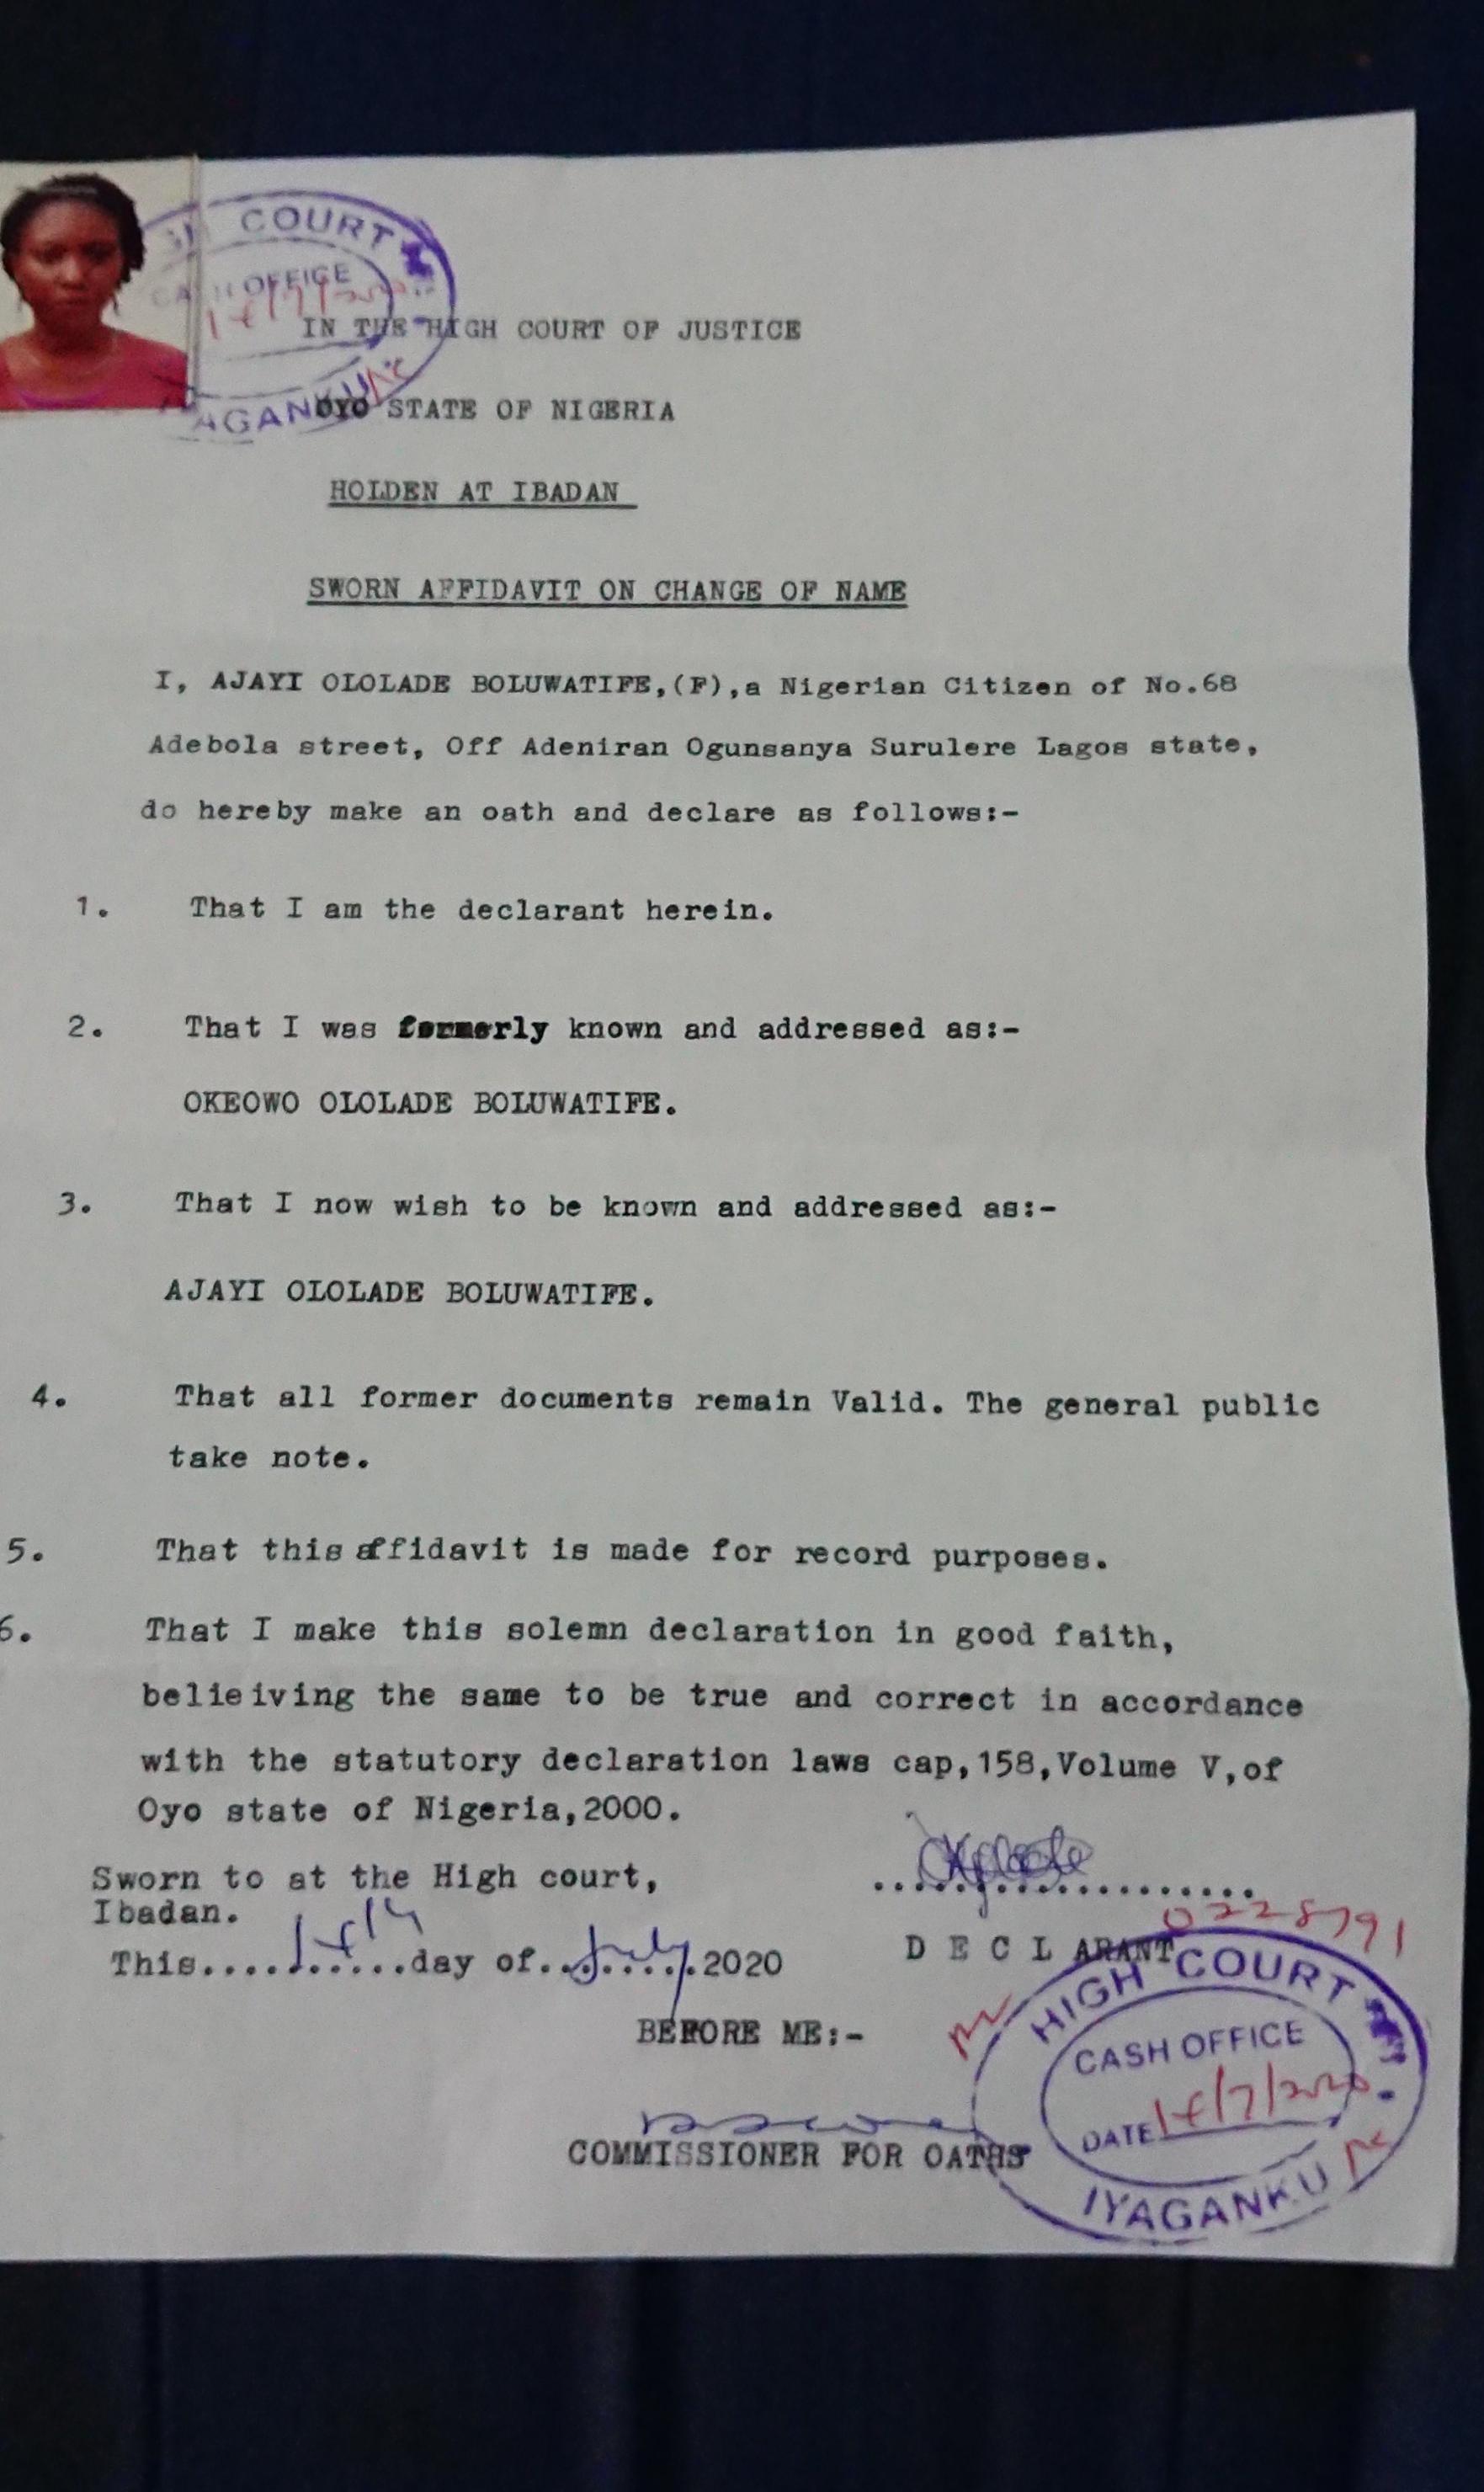 COURT
OFFICE
AGANKU
IN THE HIGH COURT OF JUSTICE
OYO STATE OF NIGERIA
HOLDEN AT IBADAN
SWORN AFFIDAVIT ON CHANGE OF NAME
I, AJAYI OLOLADE BOLUWATIFE,(F),a Nigerian Citizen of No.68
Adebola street, Off Adeniran Ogunsanya Surulere Lagos state,
do hereby make an oath and declare as follows:-
1. That I am the declarant herein.
2. That I was formerly known and addressed as:-
OKEOWO OLOLADE BOLUWATIFE.
3. That I now wish to be known and addressed as:-
AJAYI OLOLADE BOLUWATIFE.
4. That all former documents remain Valid. The general public
take note.
5. That this affidavit is made for record purposes.
6. That I make this solemn declaration in good faith,
belieiving the same to be true and correct in accordance
with the statutory declaration laws cap,158,Volume V,of
Oyo state of Nigeria,2000.
Sworn to at the High court,
Ibadan.
This..............day of..July..2020
DECLARANT
0228791
BEFORE ME:-
COMMISSIONER FOR OATHS
HIGH COURT
CASH OFFICE
DATE
IYAGANKU